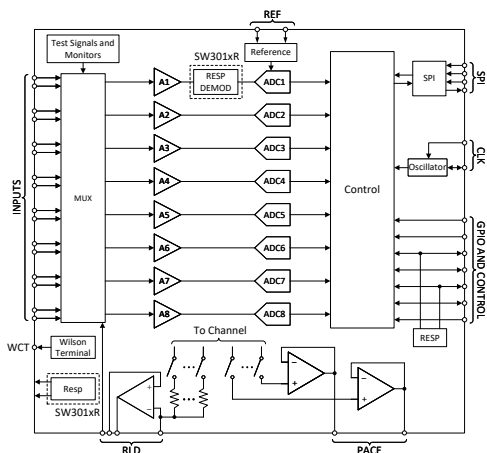 REF
Test Signals and
Monitors
SW301xR
Reference
A1
RESP
DEMOD
ADC1
SPI
SPI
A2
ADC2
A3
ADC3
CLK
Oscillator
A4
ADC4
INPUTS
MUX
Control
A5
ADC5
A6
ADC6
GPIO AND CONTROL
A7
ADC7
A8
ADC8
RESP
To Channel
WCT
Wilson
Terminal
Resp
SW301xR
+
-
-
+
-
+
RLD
PACE